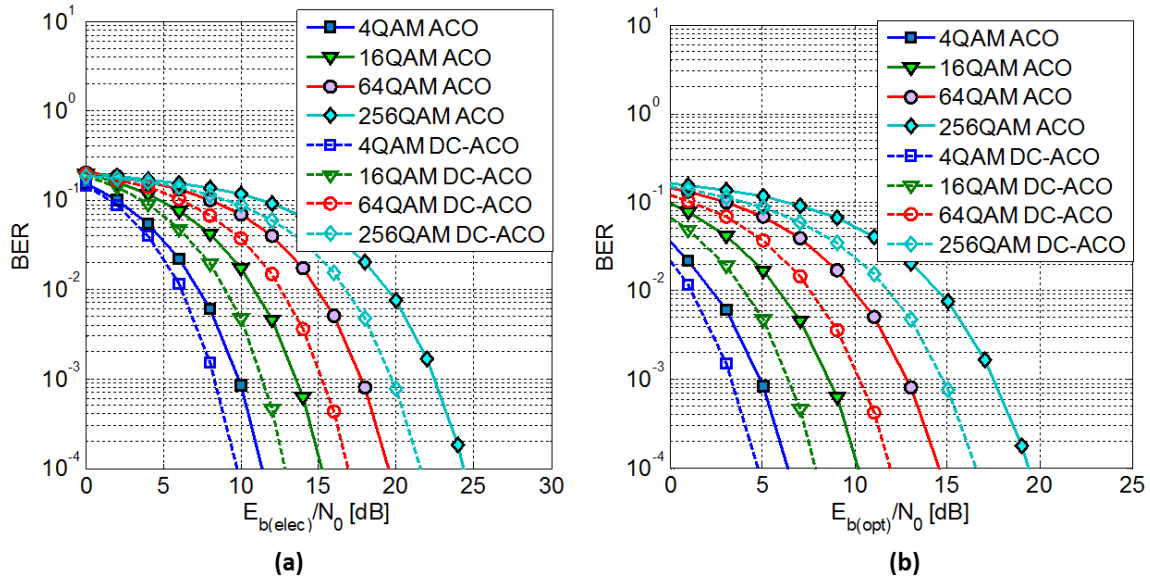 10^1
10^0
10^-1
10^-2
10^-3
10^-4
BER
0 5 10 15 20 25 30
E_b(elec)/N_0 [dB]
4QAM ACO
16QAM ACO
64QAM ACO
256QAM ACO
4QAM DC-ACO
16QAM DC-ACO
64QAM DC-ACO
256QAM DC-ACO
(a)
10^1
10^0
10^-1
10^-2
10^-3
10^-4
BER
0 5 10 15 20 25
E_b(opt)/N_0 [dB]
4QAM ACO
16QAM ACO
64QAM ACO
256QAM ACO
4QAM DC-ACO
16QAM DC-ACO
64QAM DC-ACO
256QAM DC-ACO
(b)